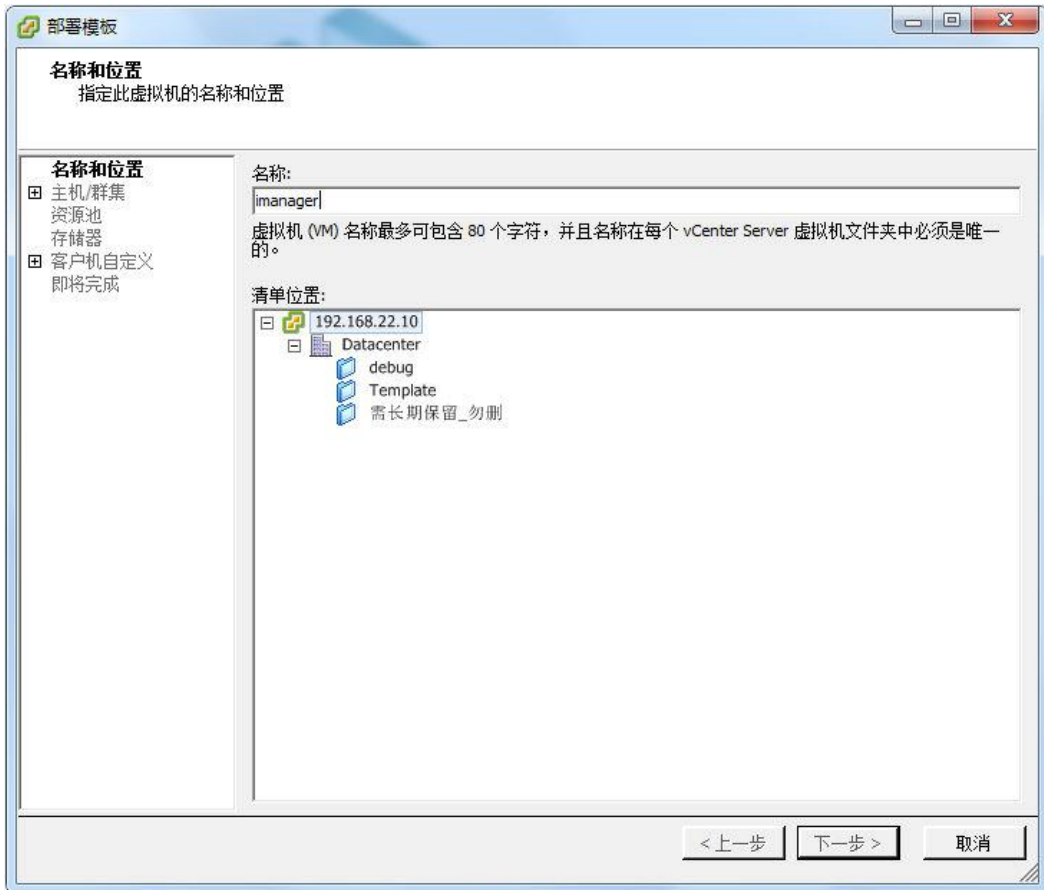 部署模板
名称和位置
指定此虚拟机的名称和位置
名称和位置
主机/群集
资源池
存储器
客户机自定义
即将完成
名称:
imanager
虚拟机 (VM) 名称最多可包含 80 个字符，并且名称在每个 vCenter Server 虚拟机文件夹中必须是唯一
的。
清单位置:
192.168.22.10
Datacenter
debug
Template
需长期保留_勿删
<上一步
下一步 >
取消